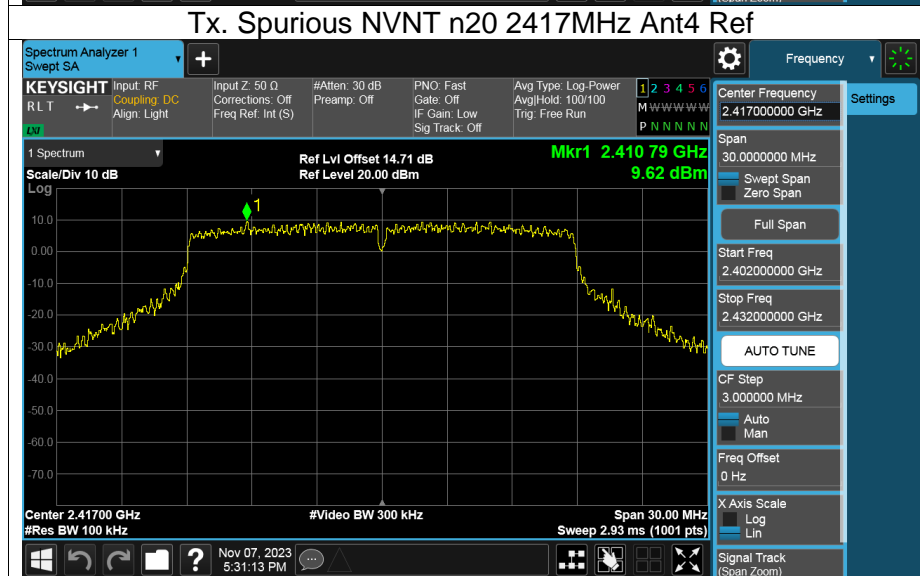 (Span Zoom)
Tx. Spurious NVNT n20 2417MHz Ant4 Ref
Spectrum Analyzer 1
Swept SA
+
Frequency
KEYSIGHT
RLT
LXI
Input: RF
Coupling: DC
Align: Light
Input Z: 50 Ω
Corrections: Off
Freq Ref: Int (S)
#Atten: 30 dB
Preamp: Off
PNO: Fast
Gate: Off
IF Gain: Low
Sig Track: Off
Avg Type: Log-Power
Avg|Hold: 100/100
Trig: Free Run
1 2 3 4 5 6
M W W W W W
P N N N N N
1 Spectrum
Scale/Div 10 dB
Log
Ref Lvl Offset 14.71 dB
Ref Level 20.00 dBm
Mkr1 2.410 79 GHz
9.62 dBm
1
10.0
0.00
-10.0
-20.0
-30.0
-40.0
-50.0
-60.0
-70.0
Center 2.41700 GHz
#Res BW 100 kHz
#Video BW 300 kHz
Span 30.00 MHz
Sweep 2.93 ms (1001 pts)
Center Frequency
2.417000000 GHz
Settings
Span
30.0000000 MHz
Swept Span
Zero Span
Full Span
Start Freq
2.402000000 GHz
Stop Freq
2.432000000 GHz
AUTO TUNE
CF Step
3.000000 MHz
Auto
Man
Freq Offset
0 Hz
X Axis Scale
Log
Lin
Signal Track
(Span Zoom)
?
Nov 07, 2023
5:31:13 PM